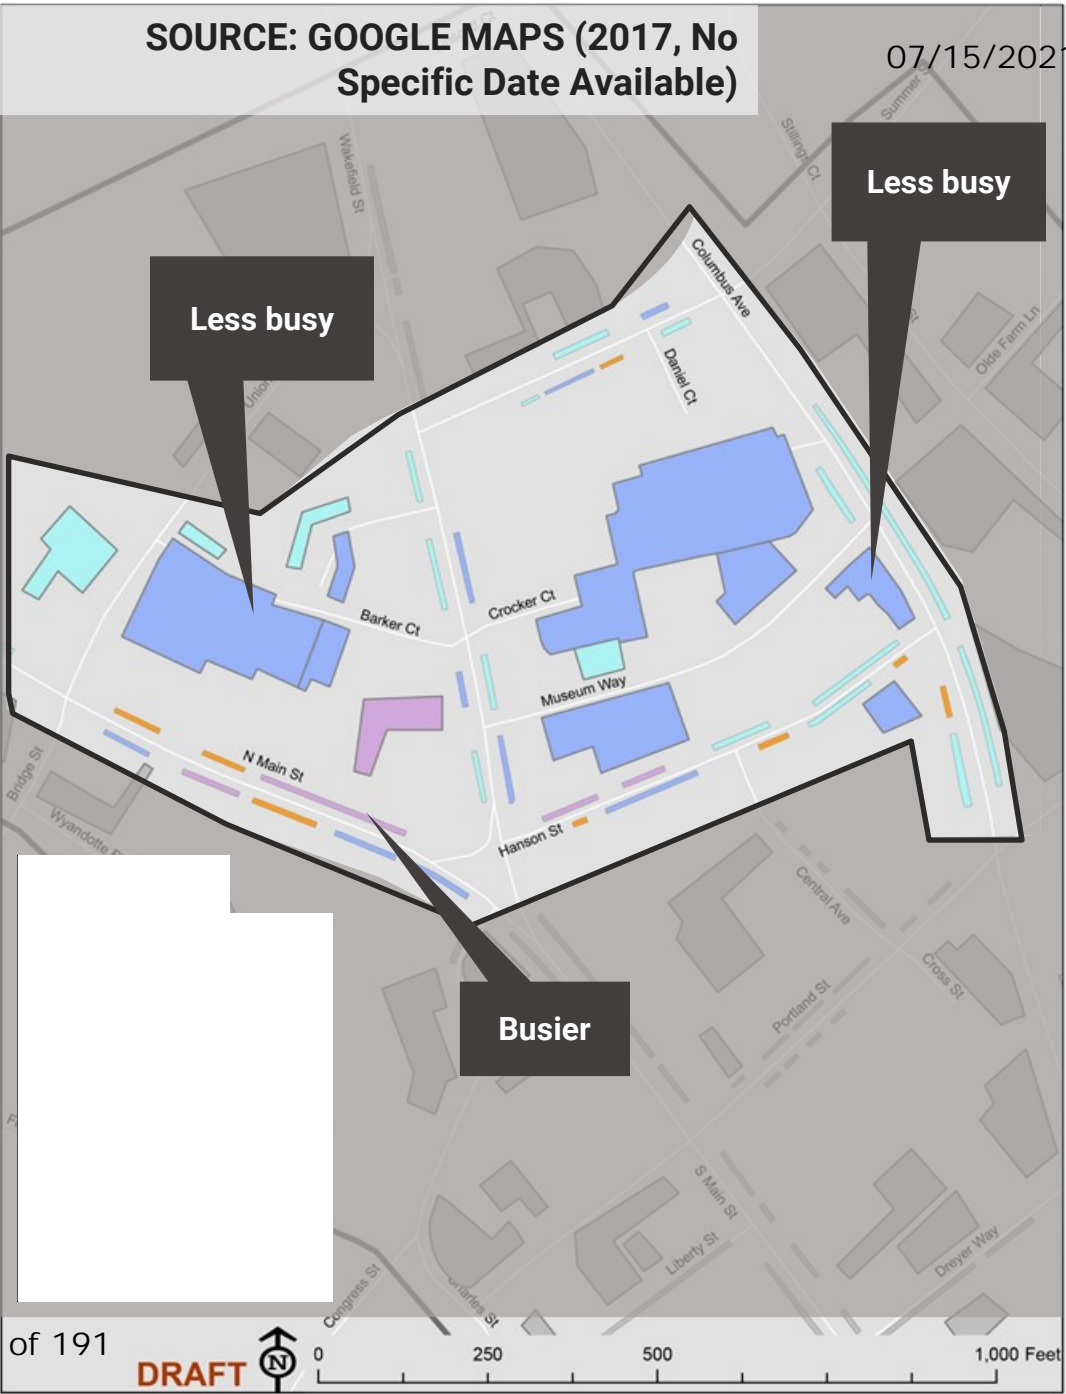 SOURCE: GOOGLE MAPS (2017, No
Specific Date Available)
07/15/2021
Summer
Stillings Ct
Wakefield St
Less busy
Less busy
Columbus Ave
St
Olde Farm Ln
Union
Daniel Ct
Crocker Ct
Barker Ct
Museum Way
N Main St
Bridge St
Wyandotte
Hanson St
Central Ave
Cross St
Portland St
Busier
S Main St
Liberty St
Dreyer Way
Congress St
Charles St
of 191
DRAFT
N
0
250
500
1,000 Feet